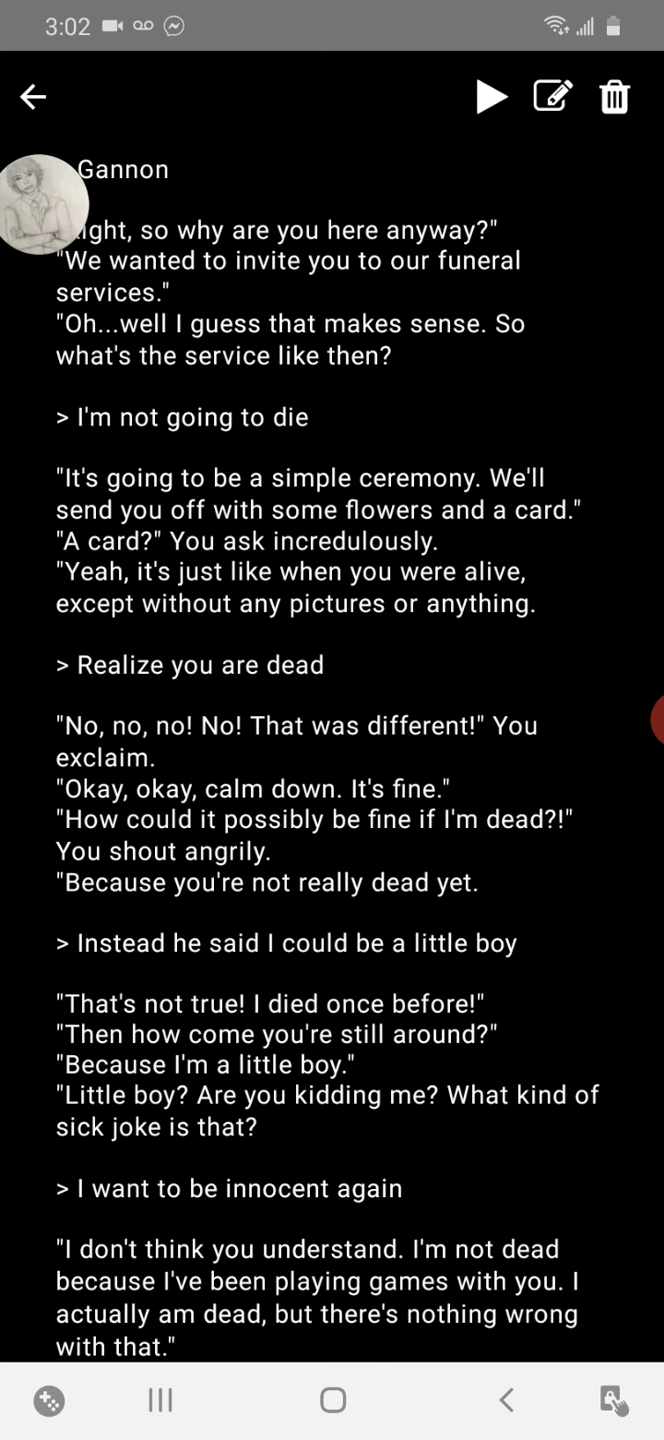 3:02
Gannon
ight, so why are you here anyway?"
"We wanted to invite you to our funeral
services."
"Oh...well I guess that makes sense. So
what's the service like then?
> I'm not going to die
"It's going to be a simple ceremony. We'll
send you off with some flowers and a card."
"A card?" You ask incredulously.
"Yeah, it's just like when you were alive,
except without any pictures or anything.
> Realize you are dead
"No, no, no! No! That was different!" You
exclaim.
"Okay, okay, calm down. It's fine."
"How could it possibly be fine if I'm dead?!"
You shout angrily.
"Because you're not really dead yet.
> Instead he said I could be a little boy
"That's not true! I died once before!"
"Then how come you're still around?"
"Because I'm a little boy."
"Little boy? Are you kidding me? What kind of
sick joke is that?
> I want to be innocent again
"I don't think you understand. I'm not dead
because I've been playing games with you. I
actually am dead, but there's nothing wrong
with that."